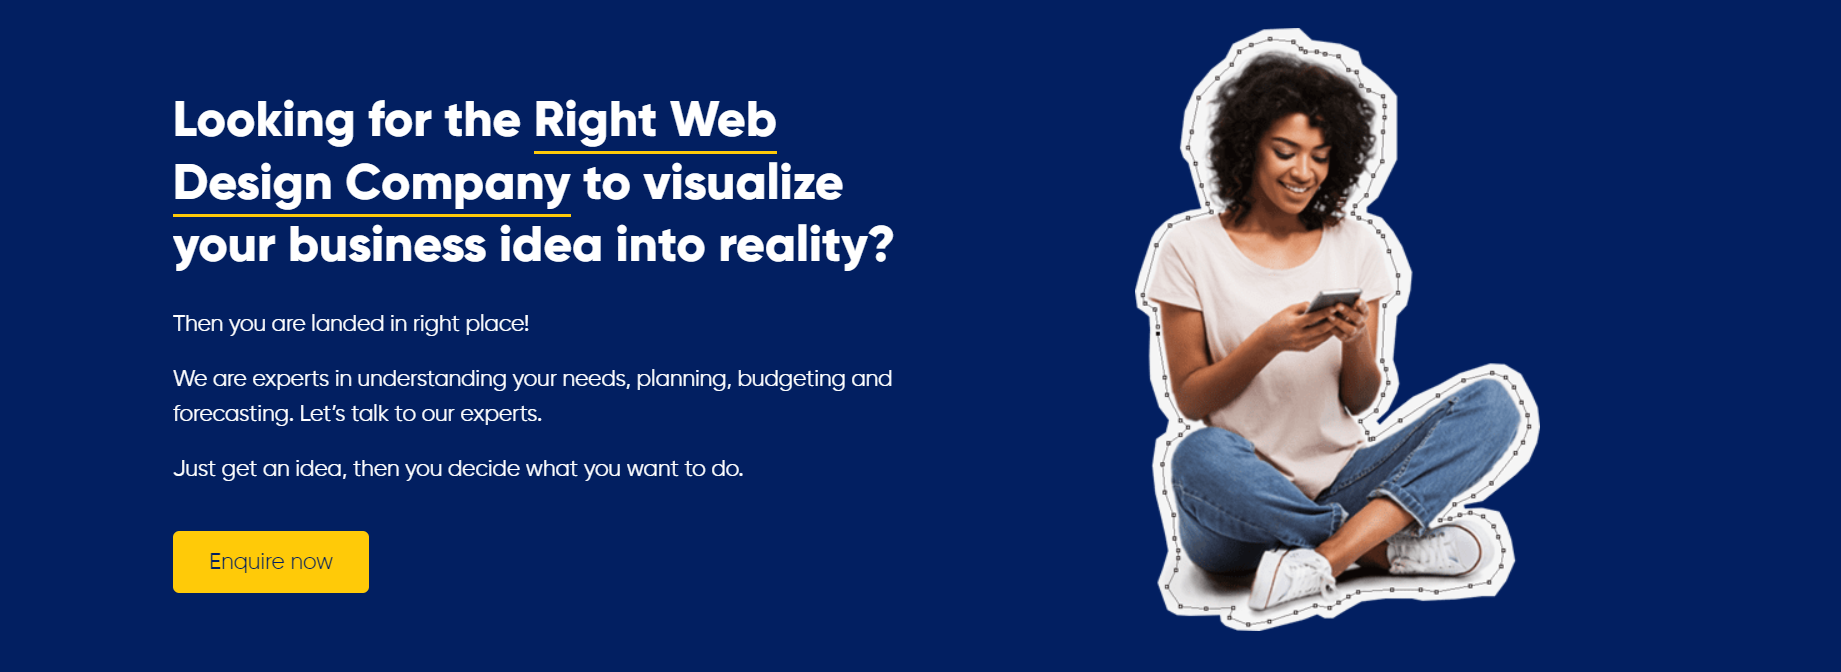 Looking for the Right Web
Design Company to visualize
your business idea into reality?
Then you are landed in right place!
We are experts in understanding your needs, planning, budgeting and
forecasting. Let’s talk to our experts.
Just get an idea, then you decide what you want to do.
Enquire now